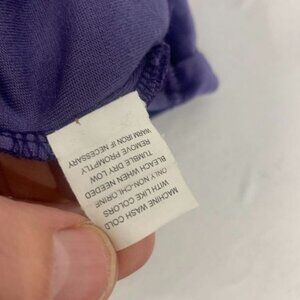 MACHINE WASH COLD
WITH LIKE COLORS
ONLY NON-CHLORINE
BLEACH WHEN NEEDED
TUMBLE DRY LOW
REMOVE PROMPTLY
WARM IRON IF NECESSARY